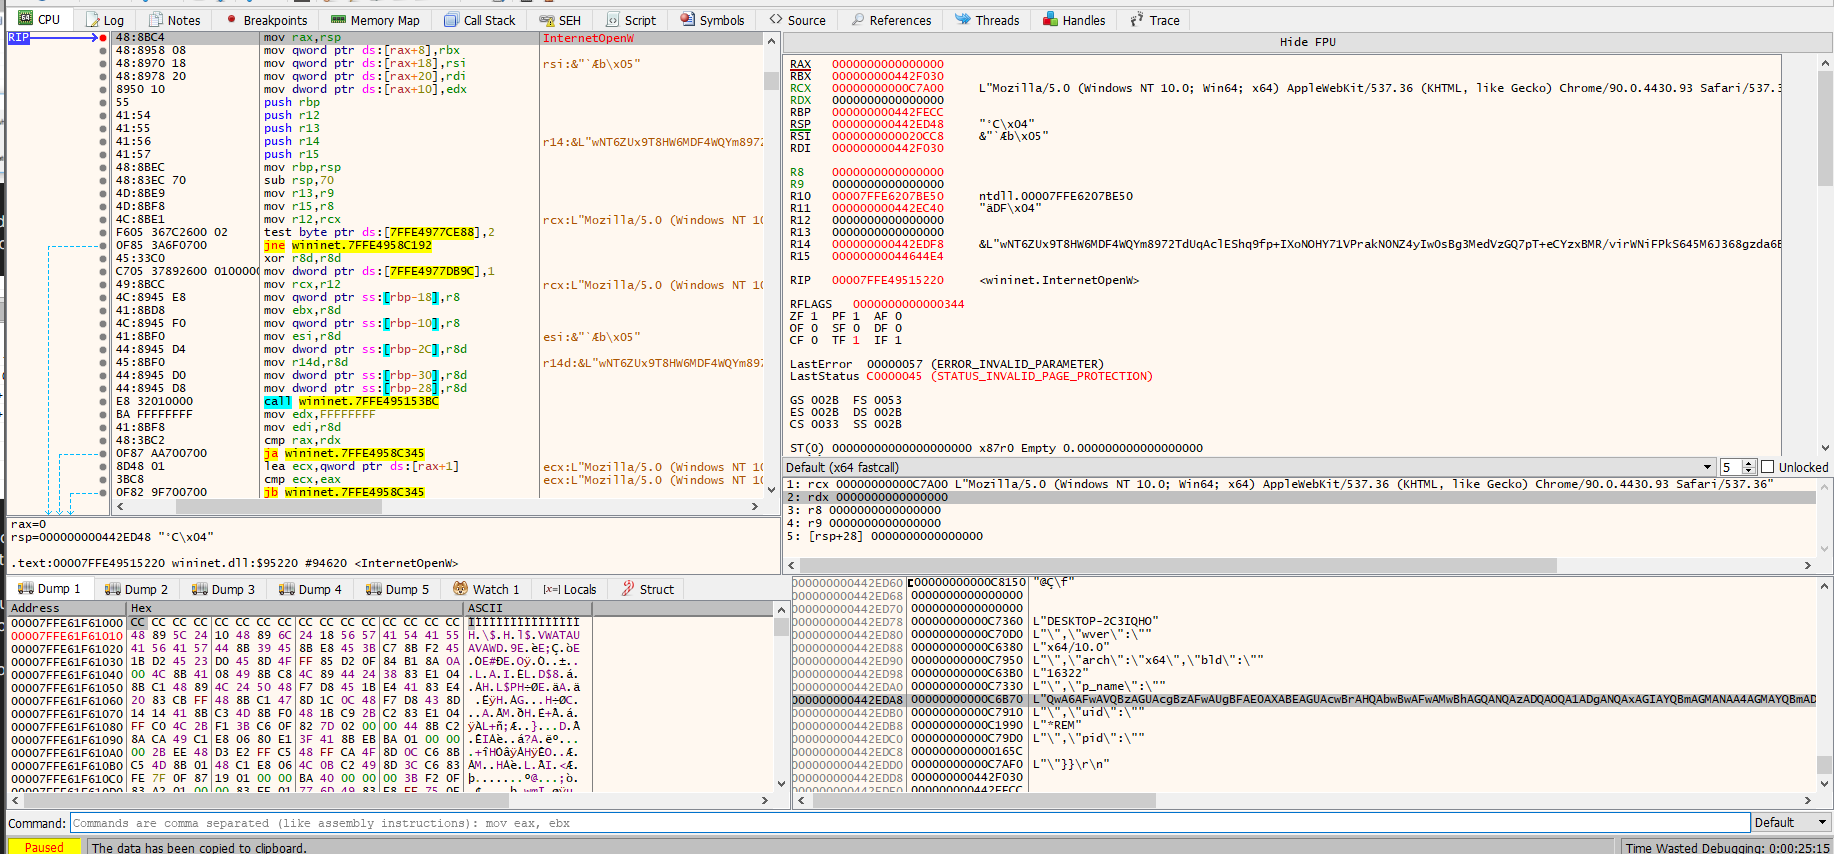 CPU Log Notes Breakpoints Memory Map Call Stack SEH Script Symbols Source References Threads Handles Trace
RIP
48:8BC4 mov rax,rsp InternetOpenW
48:8958 08 mov qword ptr ds:[rax+8],rbx
48:8970 18 mov qword ptr ds:[rax+18],rsi rsi:&"`Æb\x05"
48:8978 20 mov qword ptr ds:[rax+20],rdi
8950 10 mov dword ptr ds:[rax+10],edx
55 push rbp
41:54 push r12
41:55 push r13
41:56 push r14 r14:&L"wNT6ZUx9T8HW6MDF4WQYm8972
41:57 push r15
48:8BEC mov rbp,rsp
48:83EC 70 sub rsp,70
4D:8BE9 mov r13,r9
4D:8BF8 mov r15,r8
4C:8BE1 mov r12,rcx rcx:L"Mozilla/5.0 (Windows NT 10
F605 367C2600 02 test byte ptr ds:[7FFE4977CE88],2
0F85 3A6F0700 jne wininet.7FFE4958C192
45:33C0 xor r8d,r8d
C705 37892600 0100000 mov dword ptr ds:[7FFE4977DB9C],1
49:8BCC mov rcx,r12 rcx:L"Mozilla/5.0 (Windows NT 10
4C:8945 E8 mov qword ptr ss:[rbp-18],r8
41:8BD8 mov ebx,r8d
4C:8945 F0 mov qword ptr ss:[rbp-10],r8
41:8BF0 mov esi,r8d esi:&"`Æb\x05"
44:8945 D4 mov dword ptr ss:[rbp-2C],r8d
45:8BF0 mov r14d,r8d r14d:&L"wNT6ZUx9T8HW6MDF4WQYm897
44:8945 D0 mov dword ptr ss:[rbp-30],r8d
44:8945 D8 mov dword ptr ss:[rbp-28],r8d
E8 32010000 call wininet.7FFE495153BC
BA FFFFFFFF mov edx,FFFFFFFF
41:8BF8 mov edi,r8d
48:3BC2 cmp rax,rdx
0F87 AA700700 ja wininet.7FFE4958C345
8D48 01 lea ecx,qword ptr ds:[rax+1] ecx:L"Mozilla/5.0 (Windows NT 10
3BC8 cmp ecx,eax ecx:L"Mozilla/5.0 (Windows NT 10
0F82 9F700700 jb wininet.7FFE4958C345
rax=0
rsp=000000000442ED48 "°C\x04"
.text:00007FFE49515220 wininet.dll:$95220 #94620 <InternetOpenW>
Hide FPU
RAX 0000000000000000
RBX 000000000442F030
RCX 00000000000C7A00 L"Mozilla/5.0 (Windows NT 10.0; Win64; x64) AppleWebKit/537.36 (KHTML, like Gecko) Chrome/90.0.4430.93 Safari/537.3
RDX 0000000000000000
RBP 000000000442FECC
RSP 000000000442ED48 "°C\x04"
RSI 0000000000020CC8 &"`Æb\x05"
RDI 000000000442F030
R8 0000000000000000
R9 0000000000000000
R10 00007FFE6207BE50 ntdll.00007FFE6207BE50
R11 000000000442EC40 "äDF\x04"
R12 0000000000000000
R13 0000000000000000
R14 000000000442EDF8 &L"wNT6ZUx9T8HW6MDF4WQYm8972TdUqAclEShq9fp+IXoNOHY71VPrakNONZ4yIwOsBg3MedVzGQ7pT+eCYzxBMR/virWNiFPkS645M6J368gzda6E
R15 00000000044644E4
RIP 00007FFE49515220 <wininet.InternetOpenW>
RFLAGS 0000000000000344
ZF 1 PF 1 AF 0
OF 0 SF 0 DF 0
CF 0 TF 1 IF 1
LastError 00000057 (ERROR_INVALID_PARAMETER)
LastStatus C0000045 (STATUS_INVALID_PAGE_PROTECTION)
GS 002B FS 0053
ES 002B DS 002B
CS 0033 SS 002B
ST(0) 00000000000000000000 x87r0 Empty 0.000000000000000000
Default (x64 fastcall) 5 Unlocked
1: rcx 00000000000C7A00 L"Mozilla/5.0 (Windows NT 10.0; Win64; x64) AppleWebKit/537.36 (KHTML, like Gecko) Chrome/90.0.4430.93 Safari/537.36"
2: rdx 0000000000000000
3: r8 0000000000000000
4: r9 0000000000000000
5: [rsp+28] 0000000000000000
Dump 1 Dump 2 Dump 3 Dump 4 Dump 5 Watch 1 Locals Struct
Address Hex ASCII
00007FFE61F61000 CC CC CC CC CC CC CC CC CC CC CC CC CC CC CC CC ÌÌÌÌÌÌÌÌÌÌÌÌÌÌÌÌ
00007FFE61F61010 48 89 5C 24 10 48 89 6C 24 18 56 57 41 54 41 55 H.\$.H.l$.VWATAU
00007FFE61F61020 41 56 41 57 44 8B 39 45 8B E8 45 3B C7 8B F2 45
00007FFE61F61030 1B D2 45 23 D0 45 8D 4F FF 85 D2 0F 84 B1 8A 0A
00007FFE61F61040 00 4C 8B 41 08 49 8B C8 4C 89 44 24 38 83 E1 04
00007FFE61F61050 8B C1 48 89 4C 24 50 48 F7 D8 45 1B E4 41 83 E4
00007FFE61F61060 20 83 CB FF 48 8B C1 47 8D 1C 0C 48 F7 D8 43 8D
00007FFE61F61070 14 14 41 8B C3 4D 8B F0 48 1B C9 2B C2 83 E1 04
00007FFE61F61080 FF C0 4C 2B F1 3B C6 0F 82 7D 02 00 00 44 8B C2
00007FFE61F61090 8A CA 49 C1 E8 06 80 E1 3F 41 8B EB BA 01 00 00
00007FFE61F610A0 00 2B EE 48 D3 E2 FF C5 48 FF CA 4F 8D 0C C6 8B
00007FFE61F610B0 C5 4D 8B 01 48 C1 E8 06 4C 0B C2 49 8D 3C C6 83
00007FFE61F610C0 FE 7F 0F 87 19 01 00 00 BA 40 00 00 00 3B F2 0F
000000000442ED60 00000000000C8150 "@Ç\f"
000000000442ED68 0000000000000000
000000000442ED70 0000000000000000
000000000442ED78 00000000000C7360 L"DESKTOP-2C3IQHO"
000000000442ED80 00000000000C70D0 L"\",\"wver\":\""
000000000442ED88 00000000000C6380 L"x64/10.0"
000000000442ED90 00000000000C7950 L"\",\"arch\":\"x64\",\"bld\":\""
000000000442ED98 00000000000C63B0 L"16322"
000000000442EDA0 00000000000C7330 L"\",\"p_name\":\""
000000000442EDA8 00000000000C6B70 L"QwA6AFwAVQBzAGUAcgBzAFwAUgBFAE0AXABEAGUAcwBrAHQAbwBwAFwAMwBhAGQANQAzADQAOQA1ADgANQAxAGIAYQBmAGMANAA4AGMAYQBmAD
000000000442EDB0 00000000000C7910 L"\",\"uid\":\""
000000000442EDB8 00000000000C1990 L"*REM"
000000000442EDC0 00000000000C79D0 L"\",\"pid\":\""
000000000442EDC8 000000000000165C
000000000442EDD0 00000000000C7AF0 L"\"}}\r\n"
000000000442EDD8 000000000442F030
Command: Commands are comma separated (like assembly instructions): mov eax, ebx Default
Paused The data has been copied to clipboard. Time Wasted Debugging: 0:00:25:15